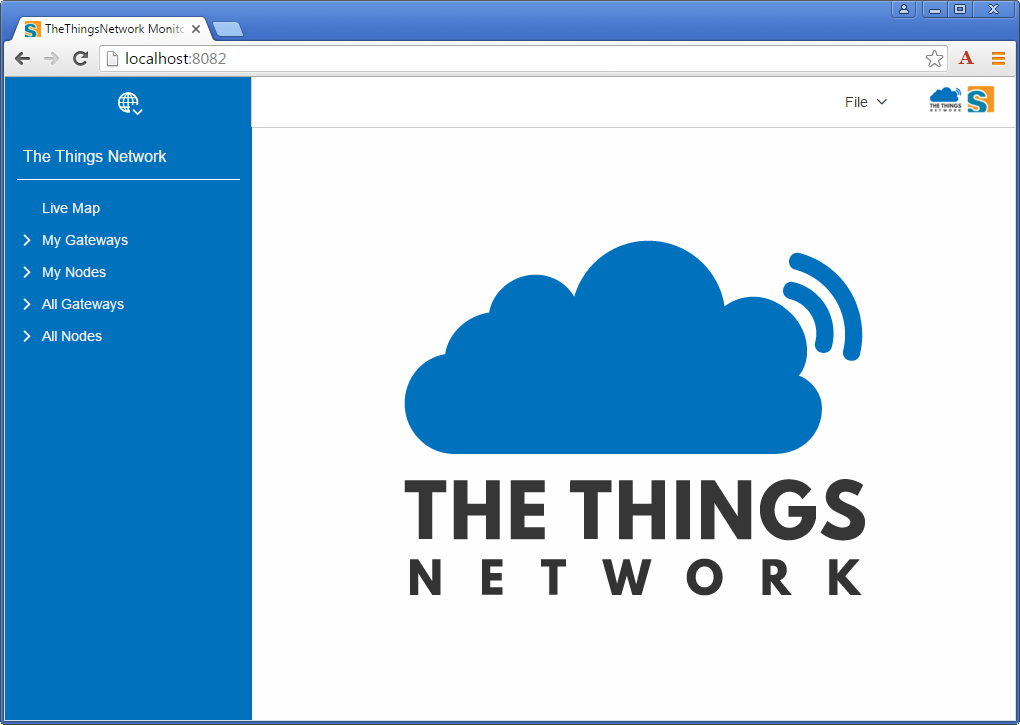 TheThingsNetwork Monito
localhost:8082
File
THE THINGS
NETWORK
S
The Things Network
Live Map
My Gateways
My Nodes
All Gateways
All Nodes
THE THINGS
NETWORK